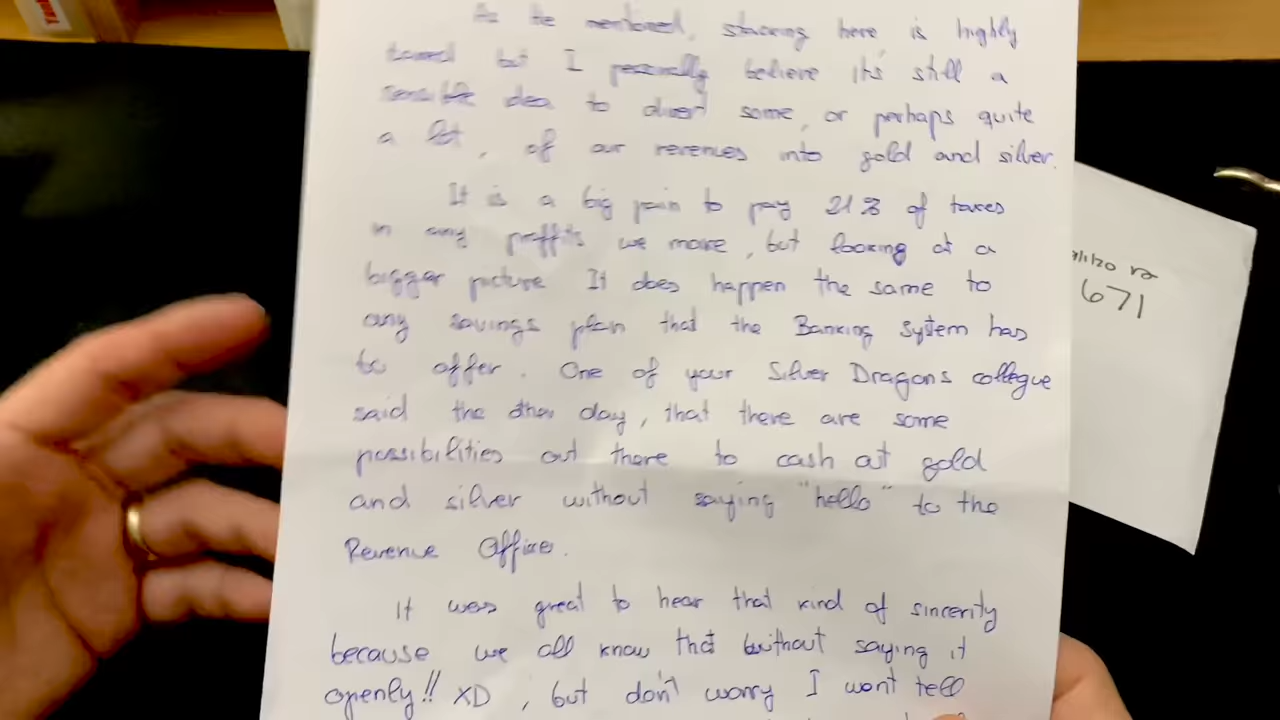 As he mentioned, stacking here is highly
taxed but I personally believe it's still a
sensible idea to divert some, or perhaps quite
a lot, of our revenues into gold and silver.
It is a big pain to pay 21% of taxes
in any proffits we make, but looking at a
bigger picture It does happen the same to
any savings plan that the Banking System has
to offer. One of your Silver Dragons collegue
said the other day, that there are some
possibilities out there to cash at gold
and silver without saying "hello" to the
Revenue Office.
It was great to hear that kind of sincerity
because we all know that without saying it
openly!! XD, but don't worry I wont tell
671